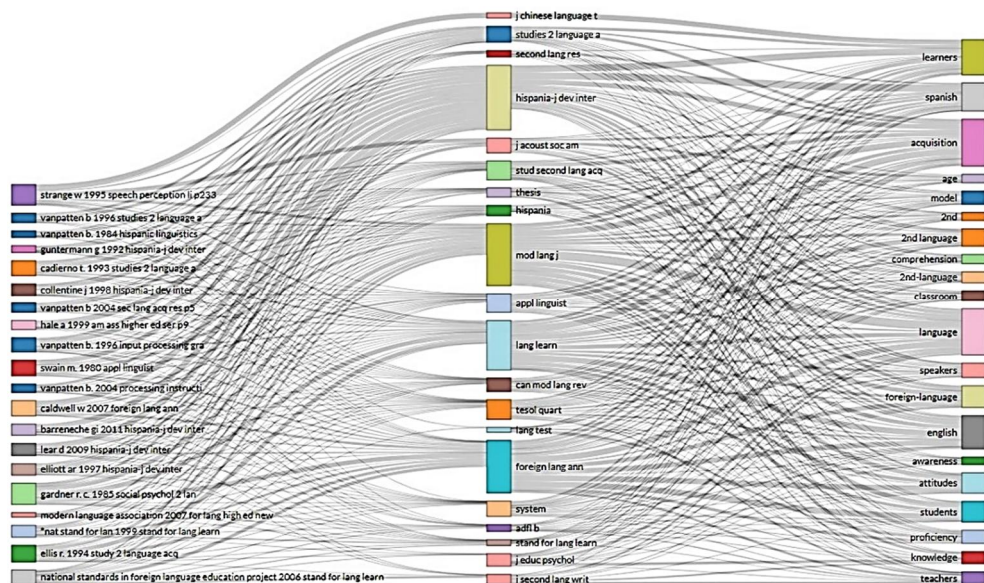 strange w 1995 speech perception li p233
vanpatten b 1996 studies 2 language a
vanpatten b. 1984 hispanic linguistics
guntermann g 1992 hispania-j dev inter
cadierno t. 1993 studies 2 language a
collentine j 1998 hispania-j dev inter
vanpatten b 2004 sec lang acq res p5
hale a 1999 am ass higher ed ser p9
vanpatten b. 1996 input processing gra
swain m. 1980 appl linguist
vanpatten b. 2004 processing instructi
caldwell w 2007 foreign lang ann
barreneche gi 2011 hispania-j dev inter
lear d 2009 hispania-j dev inter
elliott ar 1997 hispania-j dev inter
gardner r. c. 1985 social psychol 2 lan
modern language association 2007 for lang high ed new
*nat stand for lan 1999 stand for lang learn
ellis r. 1994 study 2 language acq
national standards in foreign language education project 2006 stand for lang learn
j chinese language t
studies 2 language a
second lang res
hispania-j dev inter
j acoust soc am
stud second lang acq
thesis
hispania
mod lang j
appl linguist
lang learn
can mod lang rev
tesol quart
lang test
foreign lang ann
system
adfl b
stand for lang learn
j educ psychol
j second lang writ
learners
spanish
acquisition
age
model
2nd
2nd language
comprehension
2nd-language
classroom
language
speakers
foreign-language
english
awareness
attitudes
students
proficiency
knowledge
teachers